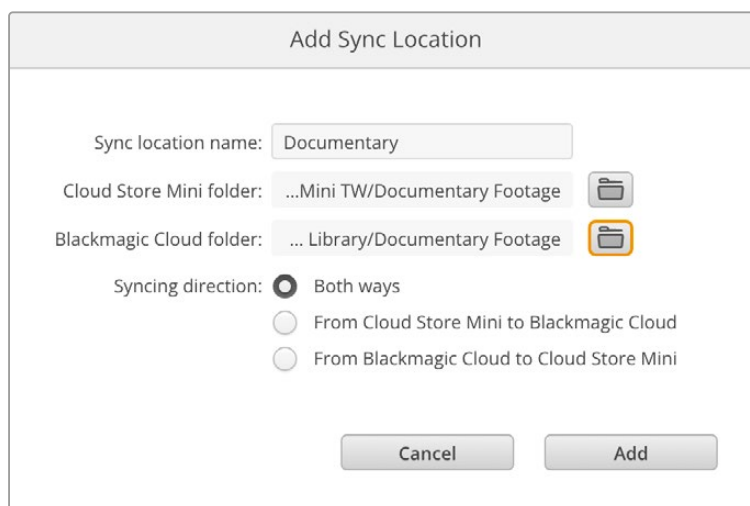 Add Sync Location
Sync location name: Documentary
Cloud Store Mini folder: ...Mini TW/Documentary Footage
Blackmagic Cloud folder: ... Library/Documentary Footage
Syncing direction: Both ways
From Cloud Store Mini to Blackmagic Cloud
From Blackmagic Cloud to Cloud Store Mini
Cancel Add